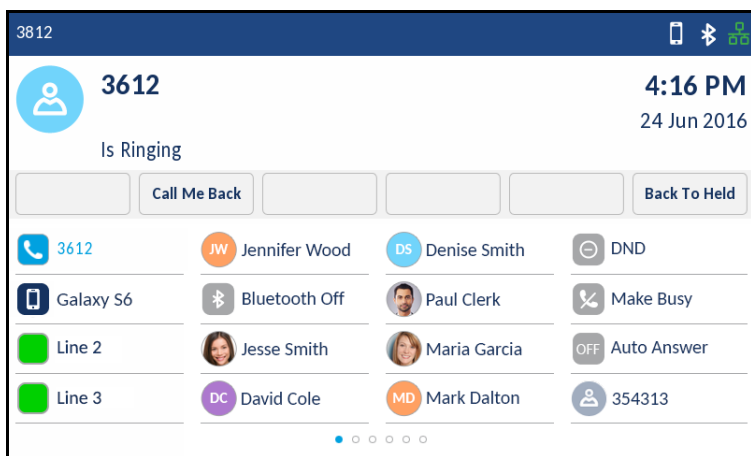 3812
3612
4:16 PM
24 Jun 2016
Is Ringing
Call Me Back
Back To Held
3612
JW Jennifer Wood
DS Denise Smith
DND
Galaxy S6
Bluetooth Off
Paul Clerk
Make Busy
Line 2
Jesse Smith
Maria Garcia
OFF Auto Answer
Line 3
DC David Cole
MD Mark Dalton
354313